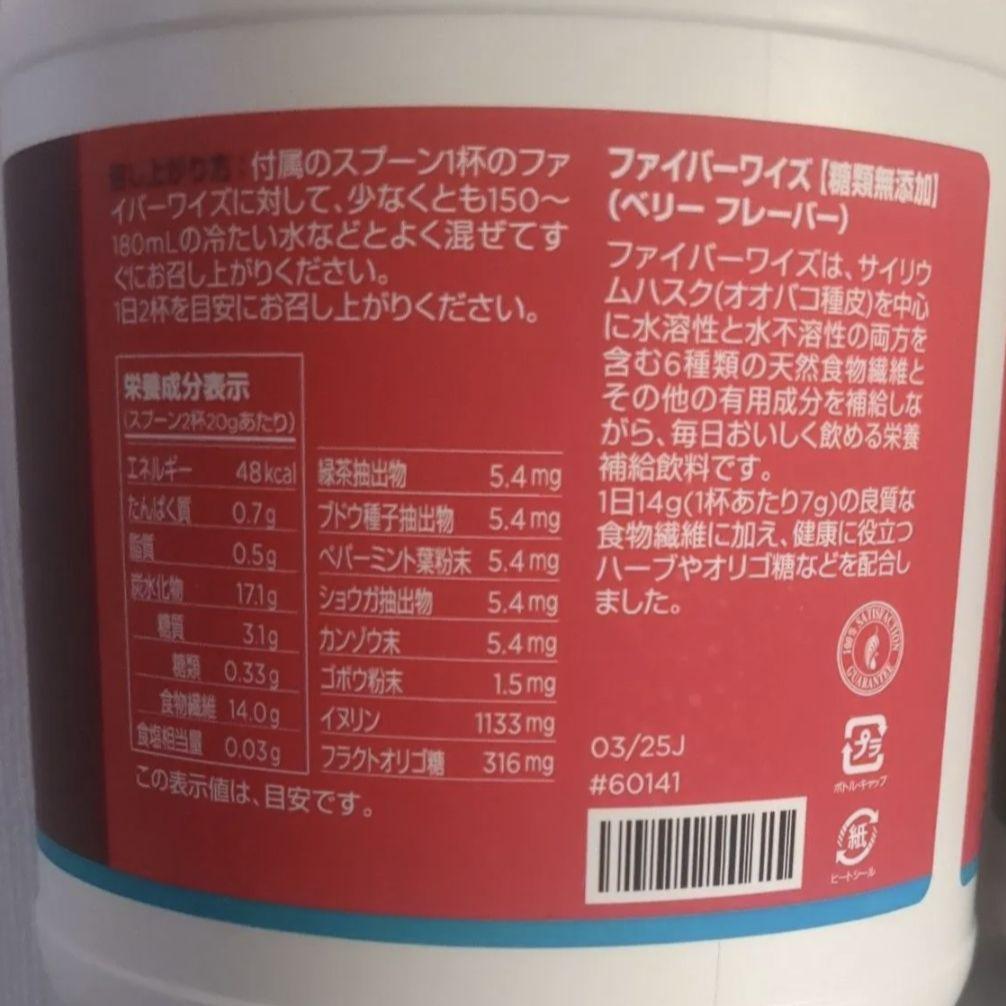 召し上がり方：付属のスプーン1杯のファ
イバーワイズに対して、少なくとも150〜
180mLの冷たい水などとよく混ぜてす
ぐにお召し上がりください。
1日2杯を目安にお召し上がりください。
栄養成分表示
(スプーン2杯20gあたり)
エネルギー 48kcal
たんぱく質 0.7g
脂質 0.5g
炭水化物 17.1g
糖質 3.1g
糖類 0.33g
食物繊維 14.0g
食塩相当量 0.03g
緑茶抽出物 5.4mg
ブドウ種子抽出物 5.4mg
ペパーミント葉粉末 5.4mg
ショウガ抽出物 5.4mg
カンゾウ末 5.4mg
ゴボウ粉末 1.5mg
イヌリン 1133mg
フラクトオリゴ糖 316mg
この表示値は、目安です。
ファイバーワイズ【糖類無添加】
(ベリー フレーバー)
ファイバーワイズは、サイリウ
ムハスク(オオバコ種皮)を中心
に水溶性と水不溶性の両方を
含む6種類の天然食物繊維と
その他の有用成分を補給しな
がら、毎日おいしく飲める栄養
補給飲料です。
1日14g(1杯あたり7g)の良質な
食物繊維に加え、健康に役立つ
ハーブやオリゴ糖などを配合し
ました。
100% SATISFACTION
GUARANTEE
03/25J
#60141
プラ
ボトル・キャップ
紙
ヒートシール